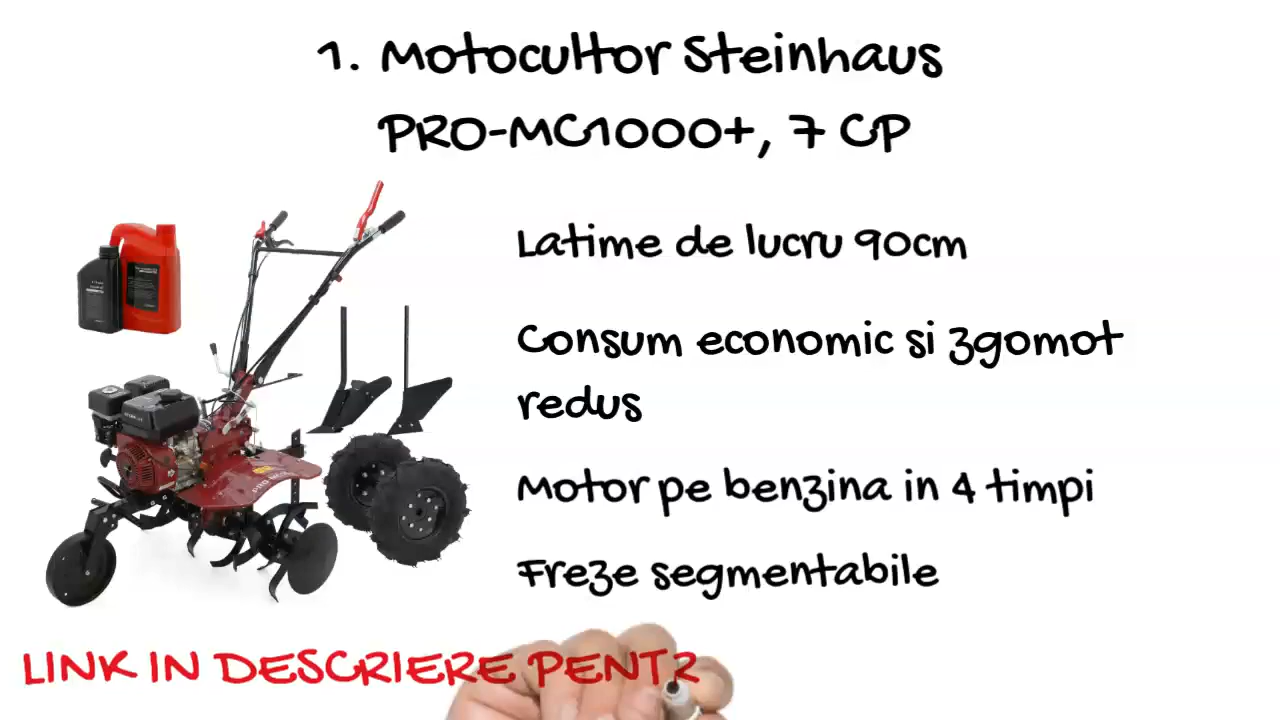 1. Motocultor Steinhaus
PRO-MC1000+, 7 CP
Latime de lucru 90cm
Consum economic si zgomot
redus
Motor pe benzina in 4 timpi
Freze segmentabile
LINK IN DESCRIERE